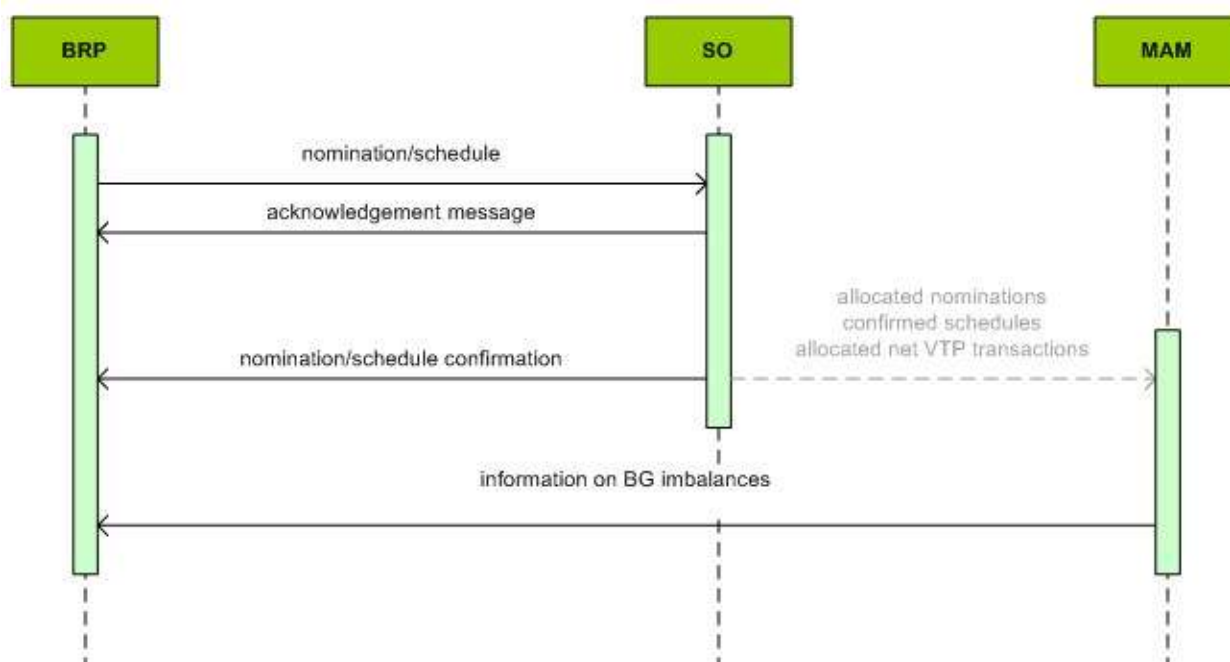 BRP
SO
MAM
nomination/schedule
acknowledgement message
allocated nominations
confirmed schedules
allocated net VTP transactions
nomination/schedule confirmation
information on BG imbalances